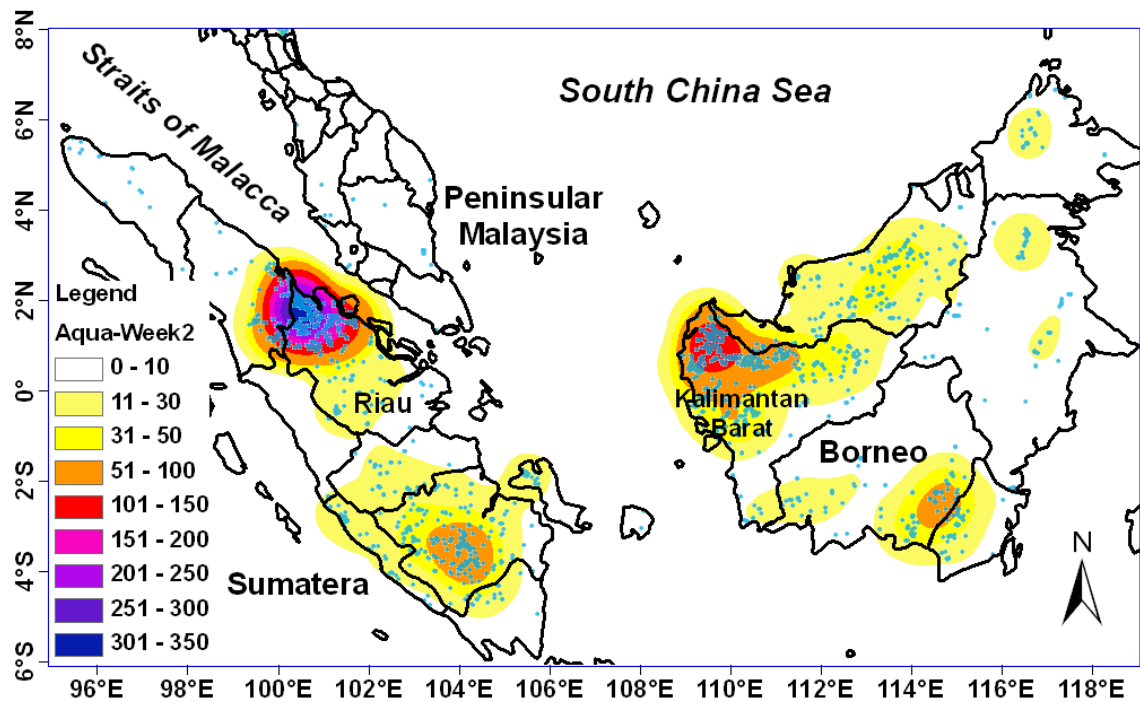 8°N
6°N
4°N
2°N
0°
2°S
4°S
6°S
Straits of Malacca
South China Sea
Peninsular
Malaysia
Legend
Aqua-Week2
0 - 10
11 - 30
31 - 50
51 - 100
101 - 150
151 - 200
201 - 250
251 - 300
301 - 350
Riau
Sumatera
Kalimantan
Barat
Borneo
N
96°E 98°E 100°E 102°E 104°E 106°E 108°E 110°E 112°E 114°E 116°E 118°E